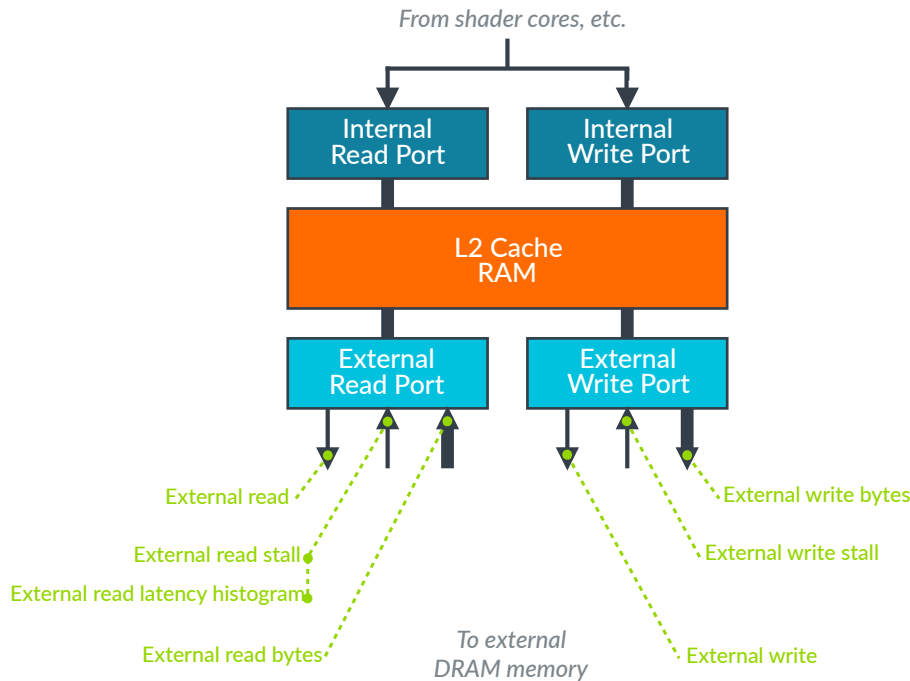 From shader cores, etc.
Internal
Read Port
Internal
Write Port
L2 Cache
RAM
External
Read Port
External
Write Port
External read
External write bytes
External read stall
External write stall
External read latency histogram
External read bytes
External write
To external
DRAM memory